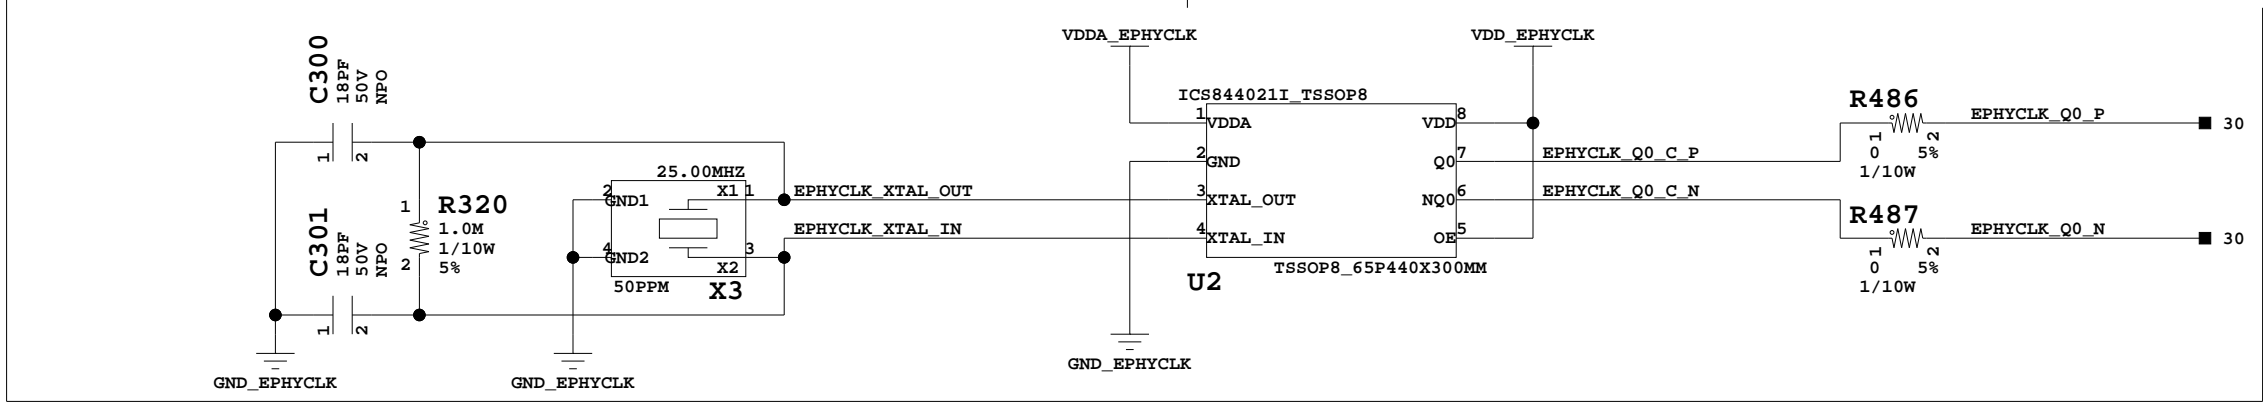 C300
18PF
50V
NPO
1
2
C301
18PF
50V
NPO
1
2
GND_EPHYCLK
1
R320
1.0M
1/10W
5%
2
25.00MHZ
2
GND1
X1
1
4
GND2
X2
3
50PPM
X3
GND_EPHYCLK
EPHYCLK_XTAL_OUT
EPHYCLK_XTAL_IN
VDDA_EPHYCLK
VDD_EPHYCLK
ICS844021I_TSSOP8
1
VDDA
VDD
8
2
GND
Q0
7
3
XTAL_OUT
NQ0
6
4
XTAL_IN
OE
5
U2
TSSOP8_65P440X300MM
GND_EPHYCLK
EPHYCLK_Q0_C_P
EPHYCLK_Q0_C_N
R486
1
2
0
5%
1/10W
EPHYCLK_Q0_P
30
R487
1
2
0
5%
1/10W
EPHYCLK_Q0_N
30